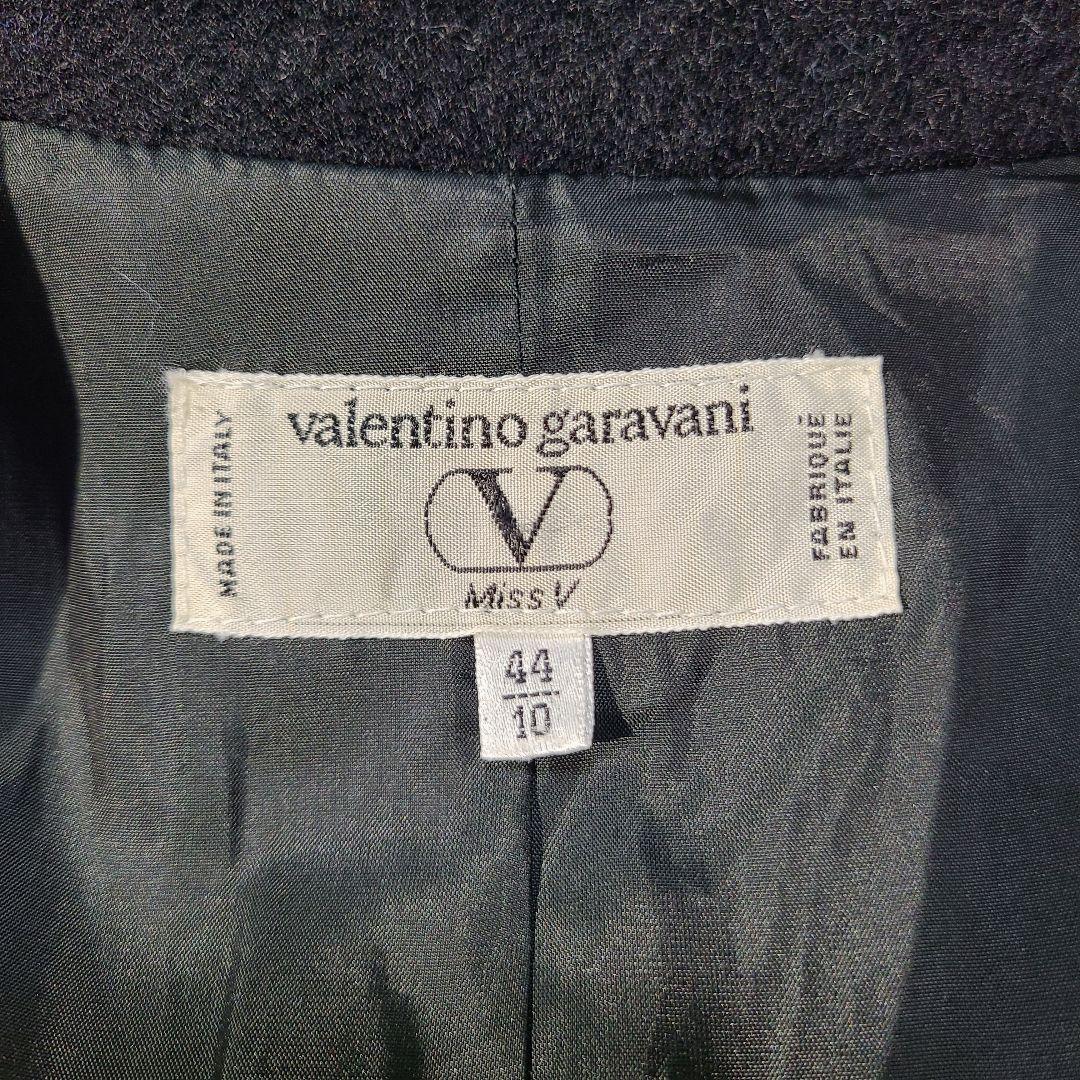 valentino garavani
V
Miss V
MADE IN ITALY
FABRIQUÉ
EN ITALIE
44
10